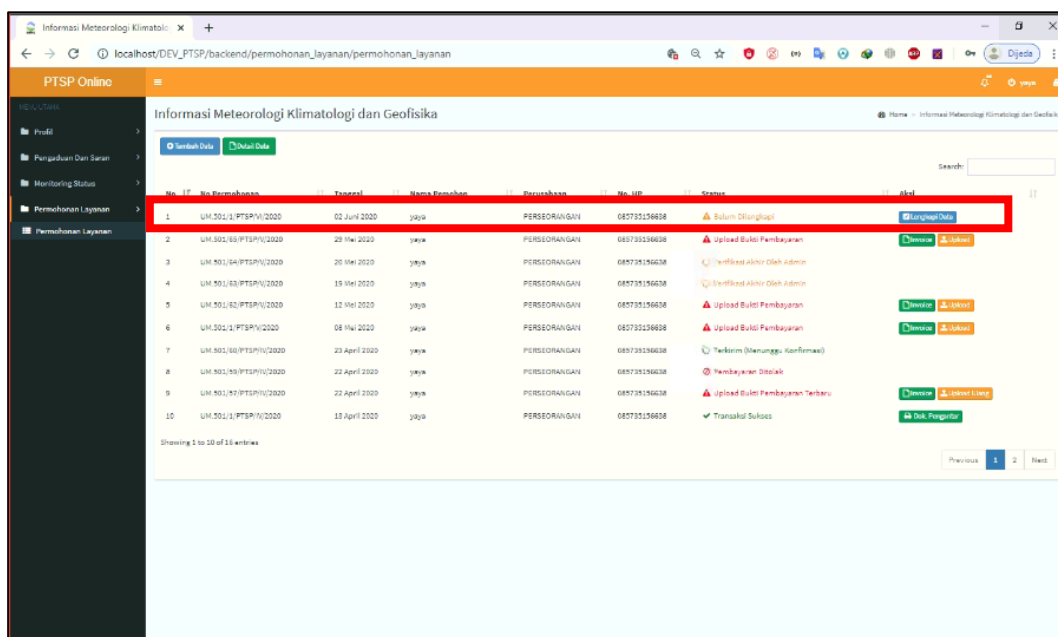 Informasi Meteorologi Klimatolo
localhost/DEV_PTSP/backend/permohonan_layanan/permohonan_layanan
Dijeda
PTSP Online
yaya
MENU UTAMA
Profil
Pengaduan Dan Saran
Monitoring Status
Permohonan Layanan
Permohonan Layanan
Informasi Meteorologi Klimatologi dan Geofisika
Home > Informasi Meteorologi Klimatologi dan Geofisik
Tambah Data Detail Data
Search:
No No Permohonan Tanggal Nama Pemohon Perusahaan No. HP Status Aksi
1 UM.501/1/PTSP/VI/2020 02 Juni 2020 yaya PERSEORANGAN 085735156638 Belum Dilengkapi Lengkapi Data
2 UM.501/65/PTSP/V/2020 29 Mei 2020 yaya PERSEORANGAN 085735156638 Upload Bukti Pembayaran Invoice Upload
3 UM.501/64/PTSP/V/2020 20 Mei 2020 yaya PERSEORANGAN 085735156638 Verifikasi Akhir Oleh Admin
4 UM.501/63/PTSP/V/2020 19 Mei 2020 yaya PERSEORANGAN 085735156638 Verifikasi Akhir Oleh Admin
5 UM.501/62/PTSP/V/2020 12 Mei 2020 yaya PERSEORANGAN 085735156638 Upload Bukti Pembayaran Invoice Upload
6 UM.501/1/PTSP/V/2020 08 Mei 2020 yaya PERSEORANGAN 085735156638 Upload Bukti Pembayaran Invoice Upload
7 UM.501/60/PTSP/IV/2020 23 April 2020 yaya PERSEORANGAN 085735156638 Terkirim (Menunggu Konfirmasi)
8 UM.501/59/PTSP/IV/2020 22 April 2020 yaya PERSEORANGAN 085735156638 Pembayaran Ditolak
9 UM.501/57/PTSP/IV/2020 22 April 2020 yaya PERSEORANGAN 085735156638 Upload Bukti Pembayaran Terbaru Invoice Upload Ulang
10 UM.501/1/PTSP/IV/2020 13 April 2020 yaya PERSEORANGAN 085735156638 Transaksi Sukses Dok. Pengantar
Showing 1 to 10 of 16 entries
Previous 1 2 Next